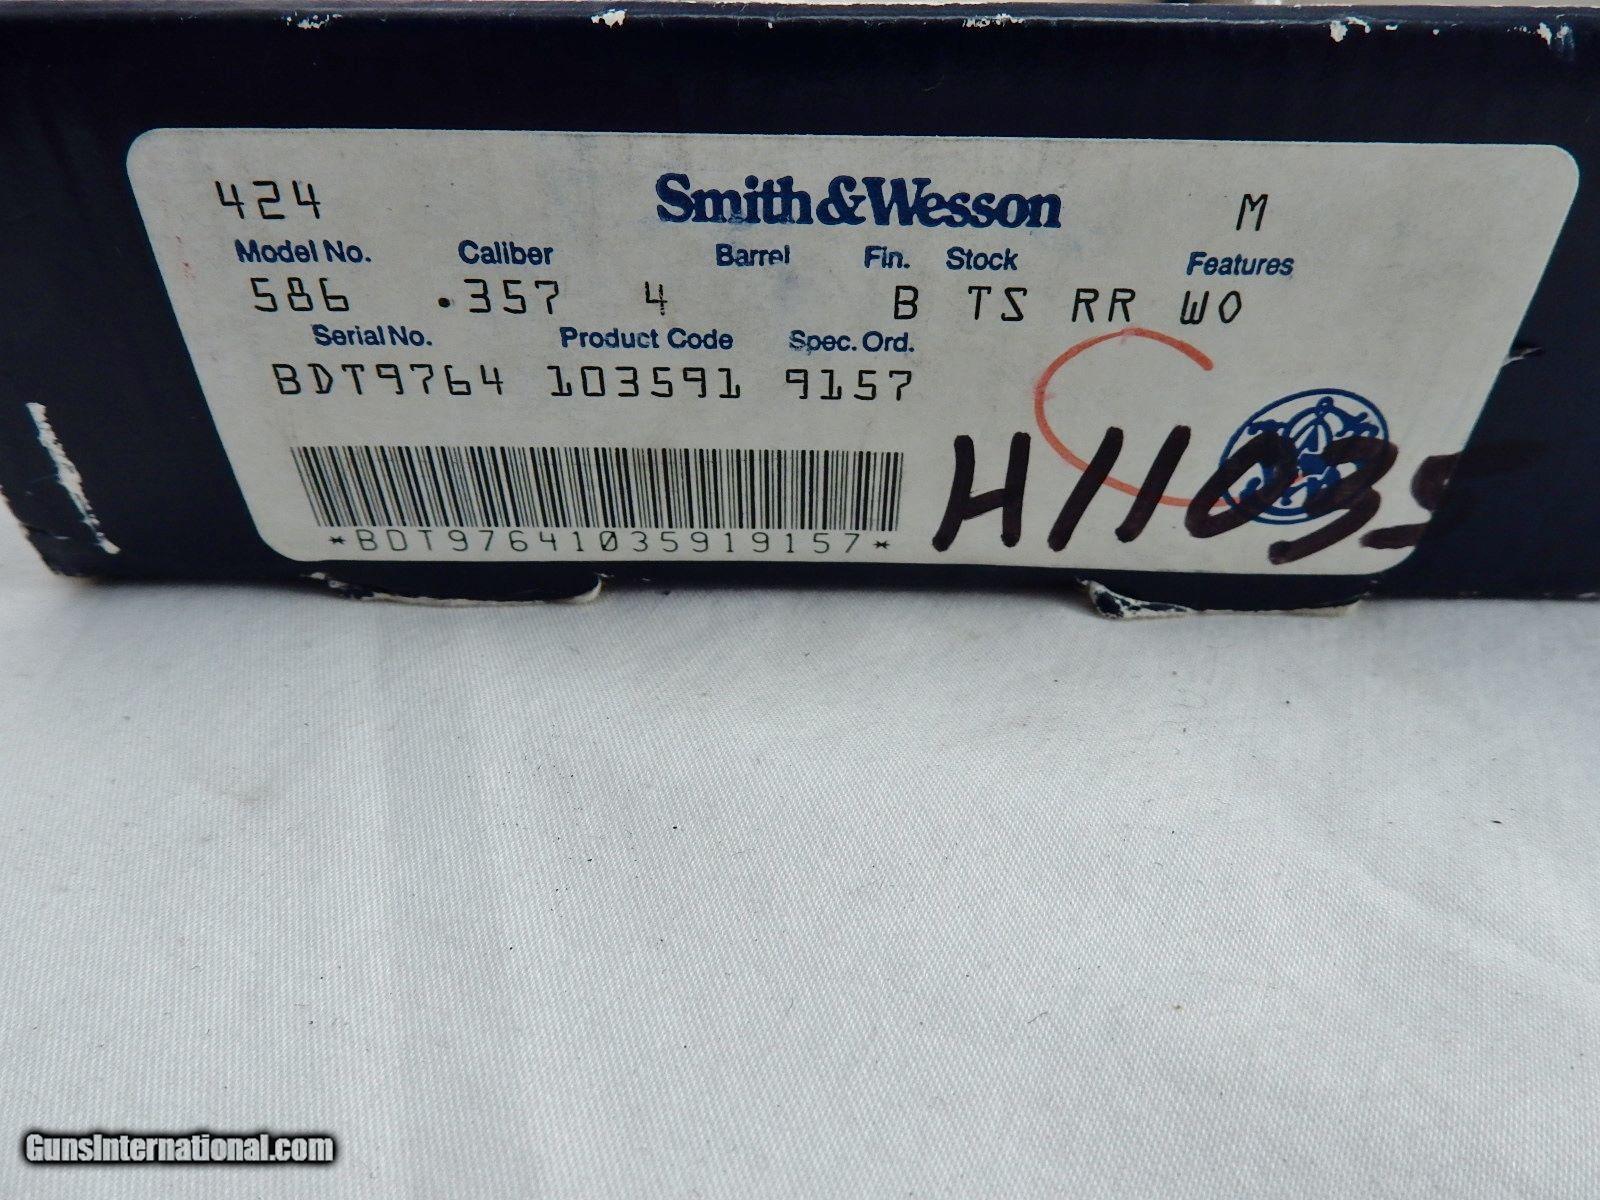 424 Smith&Wesson M
Model No. Caliber Barrel Fin. Stock Features
586 .357 4 B TS RR WO
Serial No. Product Code Spec. Ord.
BDT9764 103591 9157
H11035
*BDT97641035919157*
GunsInternational.com